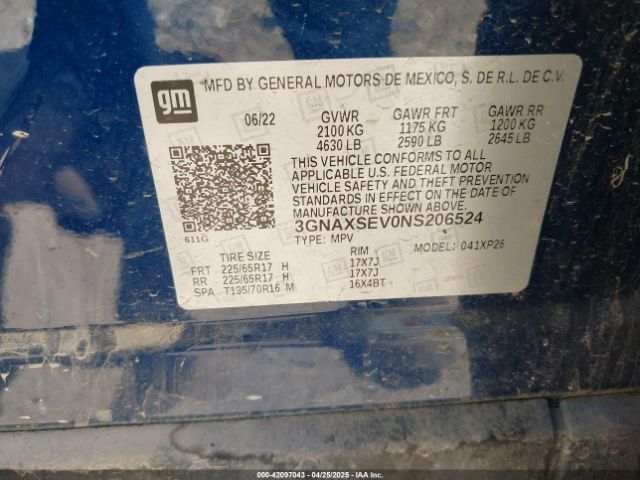 gm
MFD BY GENERAL MOTORS DE MEXICO, S. DE R.L. DE C.V.
06/22 GVWR GAWR FRT GAWR RR
2100 KG 1175 KG 1200 KG
4630 LB 2590 LB 2645 LB
THIS VEHICLE CONFORMS TO ALL
APPLICABLE U.S. FEDERAL MOTOR
VEHICLE SAFETY AND THEFT PREVENTION
STANDARDS IN EFFECT ON THE DATE OF
MANUFACTURE SHOWN ABOVE.
611G
3GNAXSEV0NS206524
TYPE: MPV MODEL: 041XP26
TIRE SIZE RIM
FRT 225/65R17 H 17X7J
RR 225/65R17 H 17X7J
SPA T135/70R16 M 16X4BT
000-42097043 - 04/25/2025 - IAAI.com